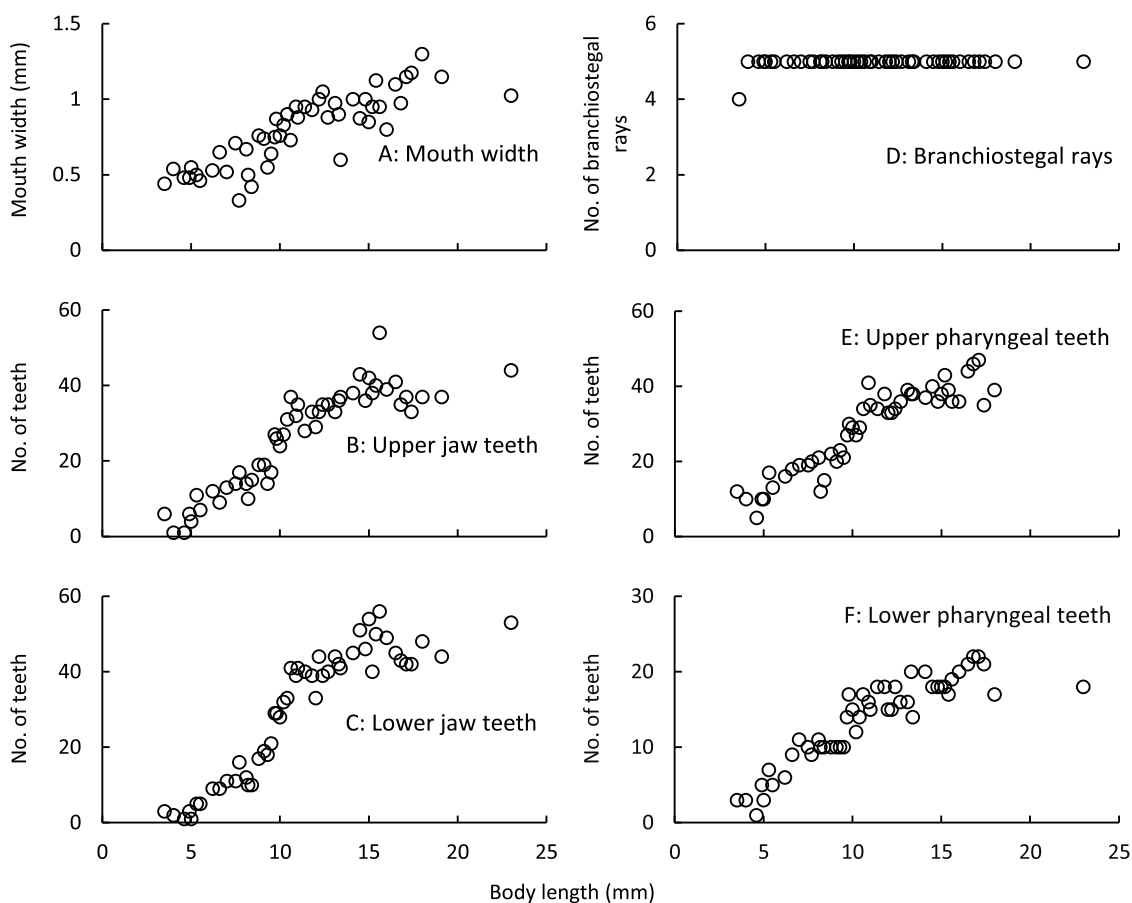 1.5
1
0.5
0
Mouth width (mm)
A: Mouth width
6
4
2
0
No. of branchiostegal
rays
D: Branchiostegal rays
60
40
20
0
No. of teeth
B: Upper jaw teeth
60
40
20
0
No. of teeth
E: Upper pharyngeal teeth
60
40
20
0
No. of teeth
C: Lower jaw teeth
0 5 10 15 20 25
30
20
10
0
No. of teeth
F: Lower pharyngeal teeth
0 5 10 15 20 25
Body length (mm)